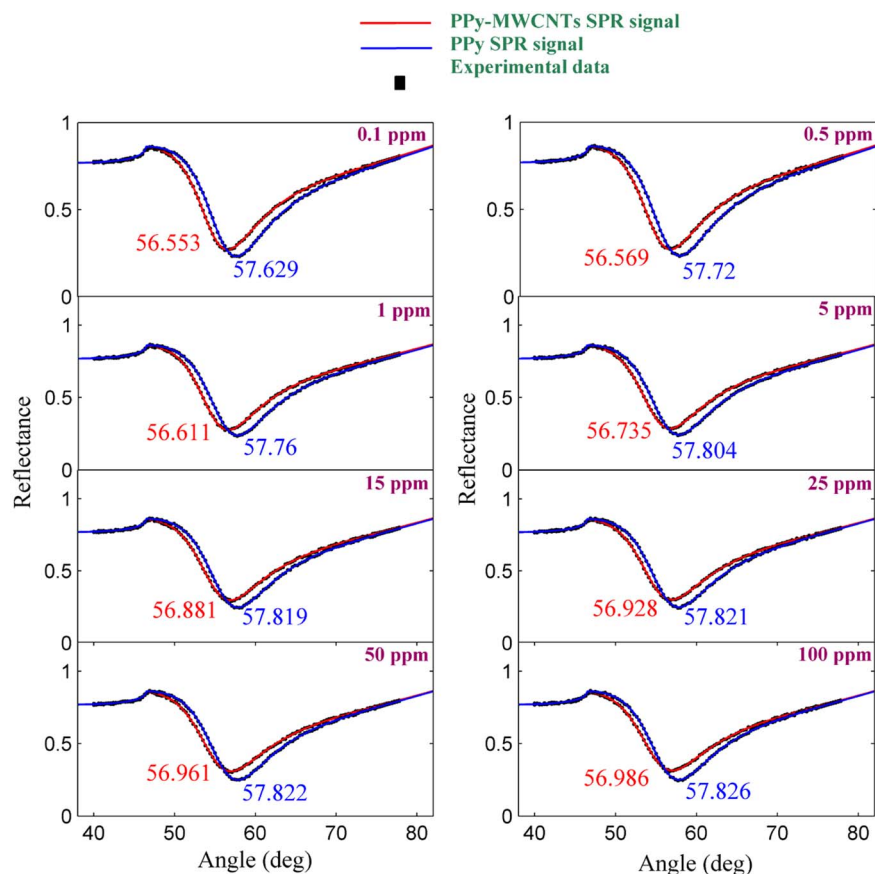 PPy-MWCNTs SPR signal
PPy SPR signal
Experimental data
1
0.1 ppm
0.5
56.553
57.629
0
1
0.5 ppm
0.5
56.569
57.72
0
1
1 ppm
0.5
56.611
57.76
0
1
5 ppm
0.5
56.735
57.804
0
Reflectance
Reflectance
1
15 ppm
0.5
56.881
57.819
0
1
25 ppm
0.5
56.928
57.821
0
1
50 ppm
0.5
56.961
57.822
0
40 50 60 70 80
Angle (deg)
1
100 ppm
0.5
56.986
57.826
0
40 50 60 70 80
Angle (deg)